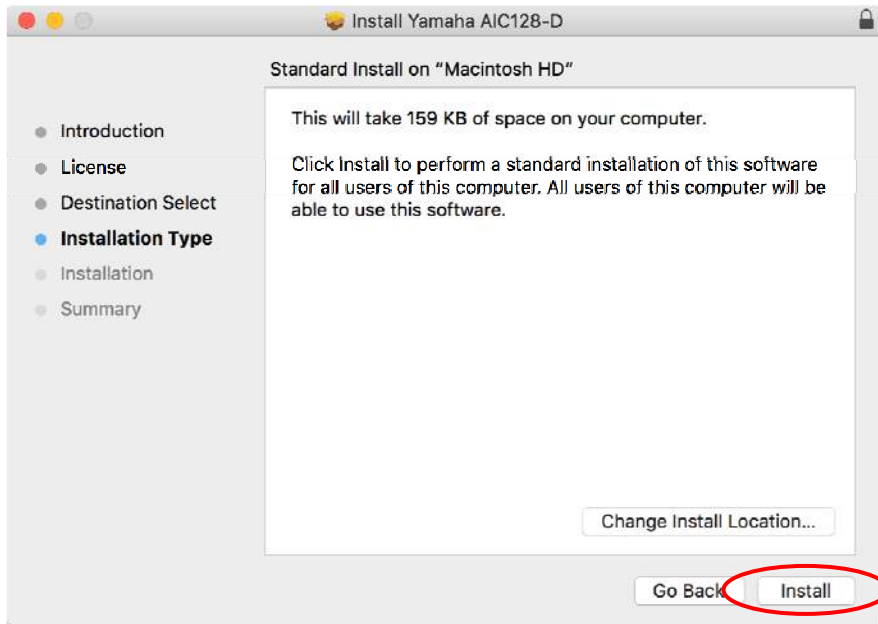 Install Yamaha AIC128-D
Standard Install on “Macintosh HD”
Introduction
License
Destination Select
Installation Type
Installation
Summary
This will take 159 KB of space on your computer.
Click Install to perform a standard installation of this software
for all users of this computer. All users of this computer will be
able to use this software.
Change Install Location...
Go Back
Install